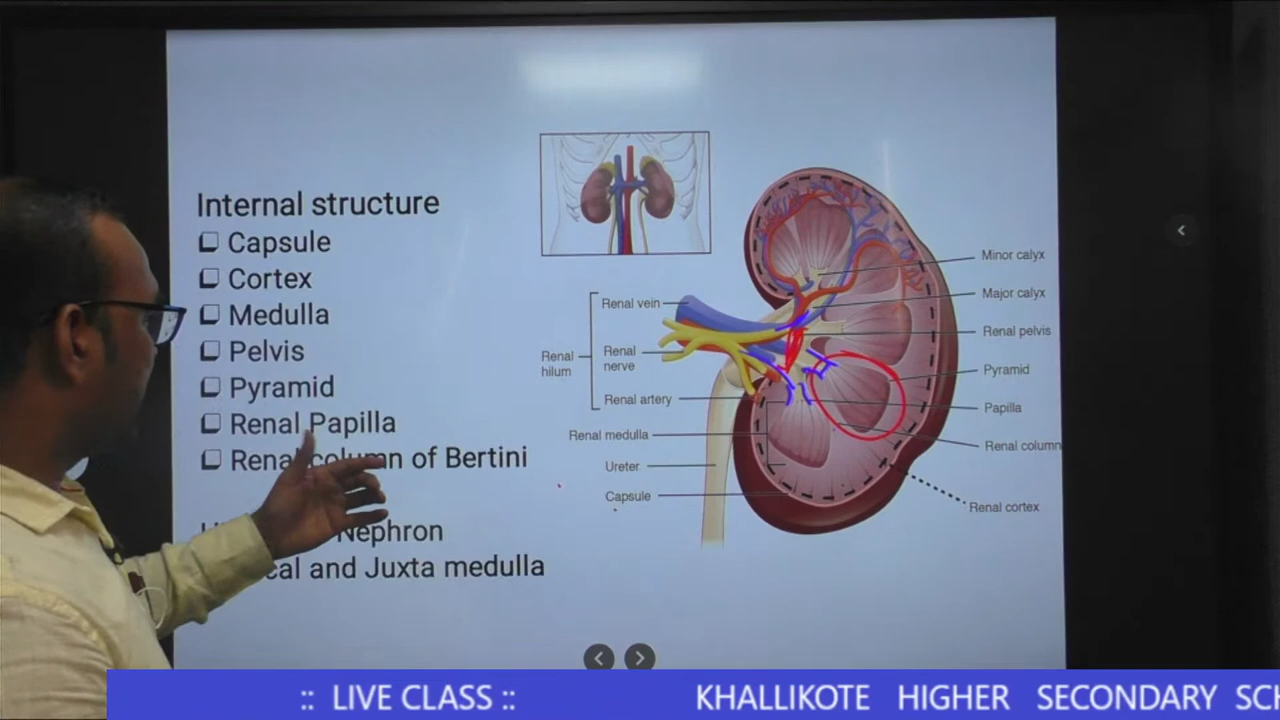 Internal structure
❑ Capsule
❑ Cortex
❑ Medulla
❑ Pelvis
❑ Pyramid
❑ Renal Papilla
❑ Renal column of Bertini
Nephron
and Juxta medulla
Renal vein
Renal hilum
Renal nerve
Renal artery
Renal medulla
Ureter
Capsule
Minor calyx
Major calyx
Renal pelvis
Pyramid
Papilla
Renal column
Renal cortex
:: LIVE CLASS :: KHALLIKOTE HIGHER SECONDARY SCH